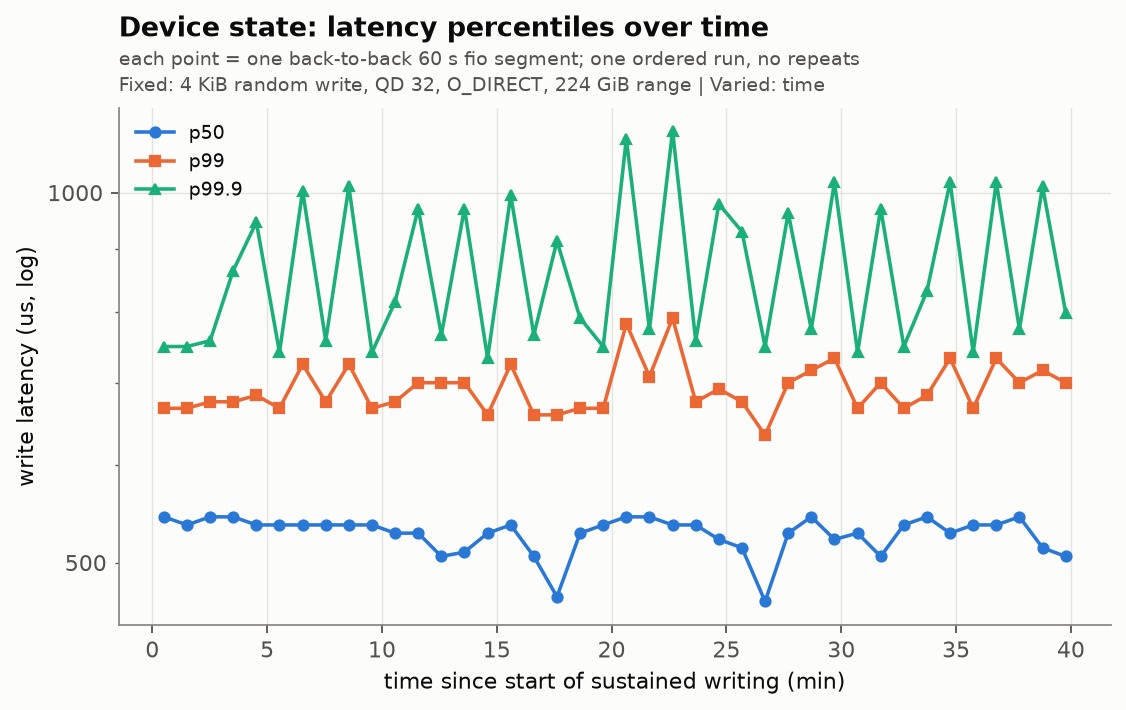 Device state: latency percentiles over time
each point = one back-to-back 60 s fio segment; one ordered run, no repeats
Fixed: 4 KiB random write, QD 32, O_DIRECT, 224 GiB range | Varied: time
p50
p99
p99.9
1000
500
write latency (us, log)
0 5 10 15 20 25 30 35 40
time since start of sustained writing (min)